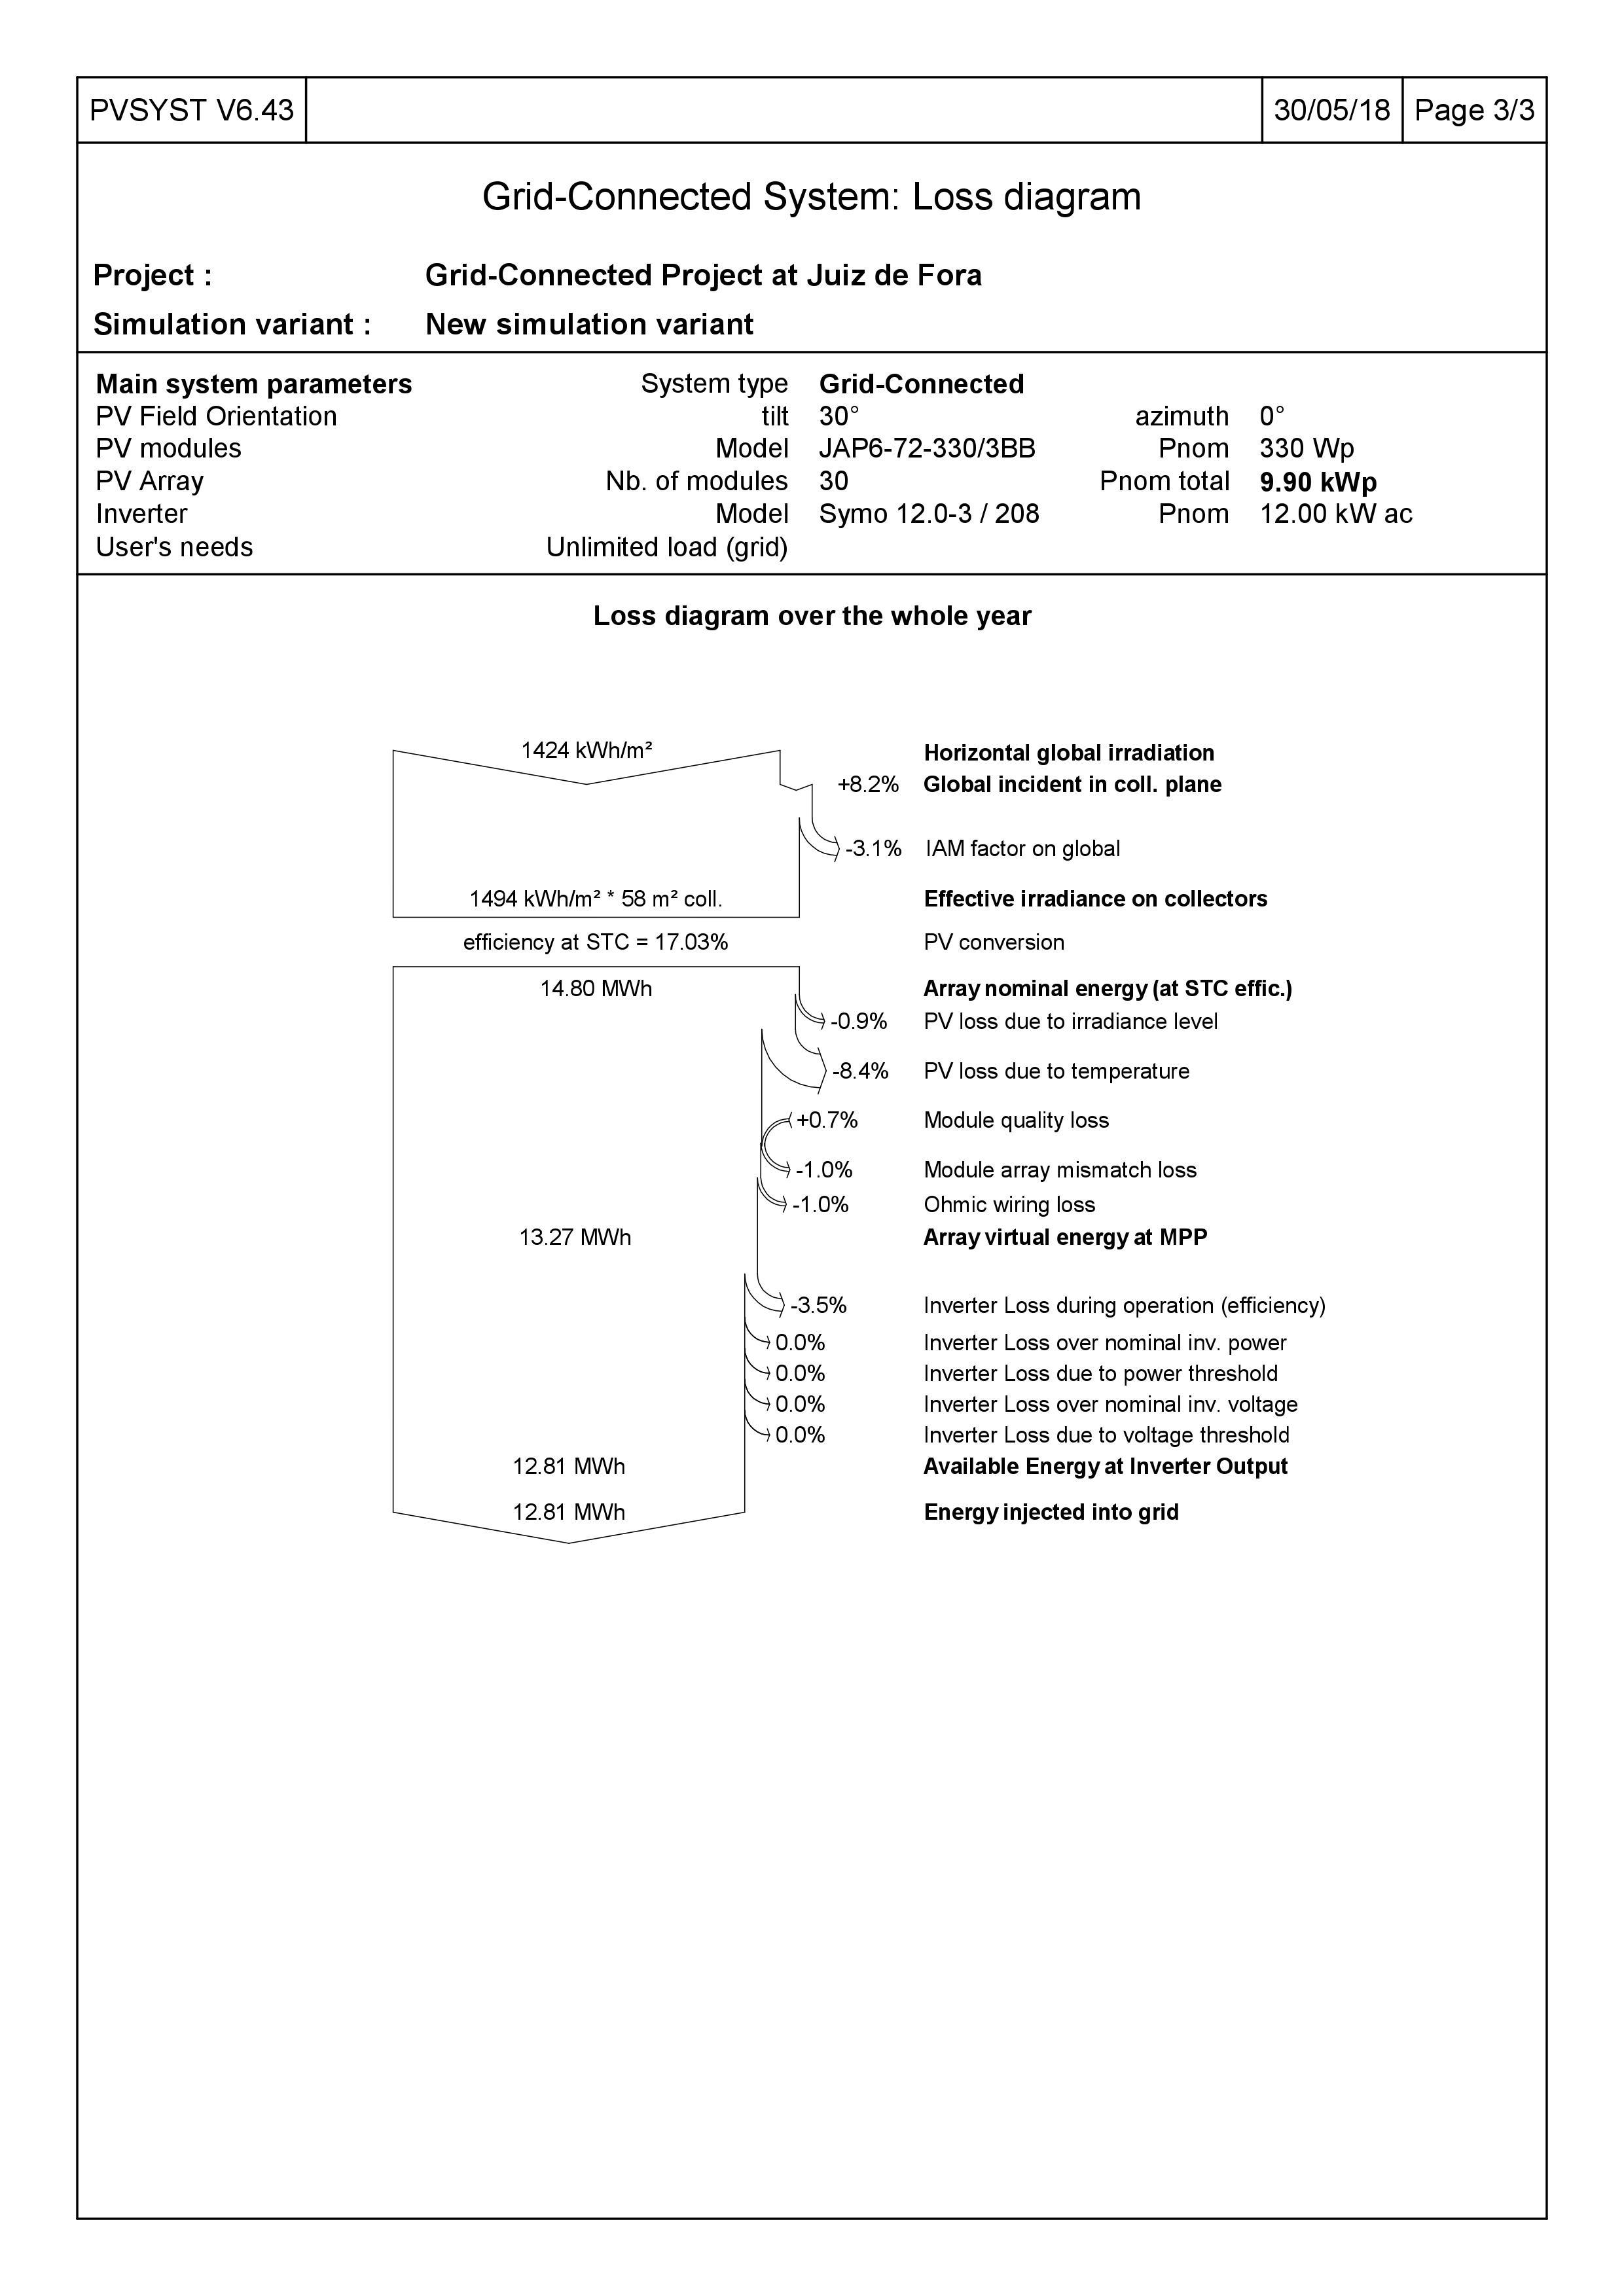 PVSYST V6.43
30/05/18
Page 3/3
Grid-Connected System: Loss diagram
Project : Grid-Connected Project at Juiz de Fora
Simulation variant : New simulation variant
Main system parameters System type Grid-Connected
PV Field Orientation tilt 30° azimuth 0°
PV modules Model JAP6-72-330/3BB Pnom 330 Wp
PV Array Nb. of modules 30 Pnom total 9.90 kWp
Inverter Model Symo 12.0-3 / 208 Pnom 12.00 kW ac
User's needs Unlimited load (grid)
Loss diagram over the whole year
1424 kWh/m² Horizontal global irradiation
+8.2% Global incident in coll. plane
-3.1% IAM factor on global
1494 kWh/m² * 58 m² coll. Effective irradiance on collectors
efficiency at STC = 17.03% PV conversion
14.80 MWh Array nominal energy (at STC effic.)
-0.9% PV loss due to irradiance level
-8.4% PV loss due to temperature
+0.7% Module quality loss
-1.0% Module array mismatch loss
-1.0% Ohmic wiring loss
13.27 MWh Array virtual energy at MPP
-3.5% Inverter Loss during operation (efficiency)
0.0% Inverter Loss over nominal inv. power
0.0% Inverter Loss due to power threshold
0.0% Inverter Loss over nominal inv. voltage
0.0% Inverter Loss due to voltage threshold
12.81 MWh Available Energy at Inverter Output
12.81 MWh Energy injected into grid